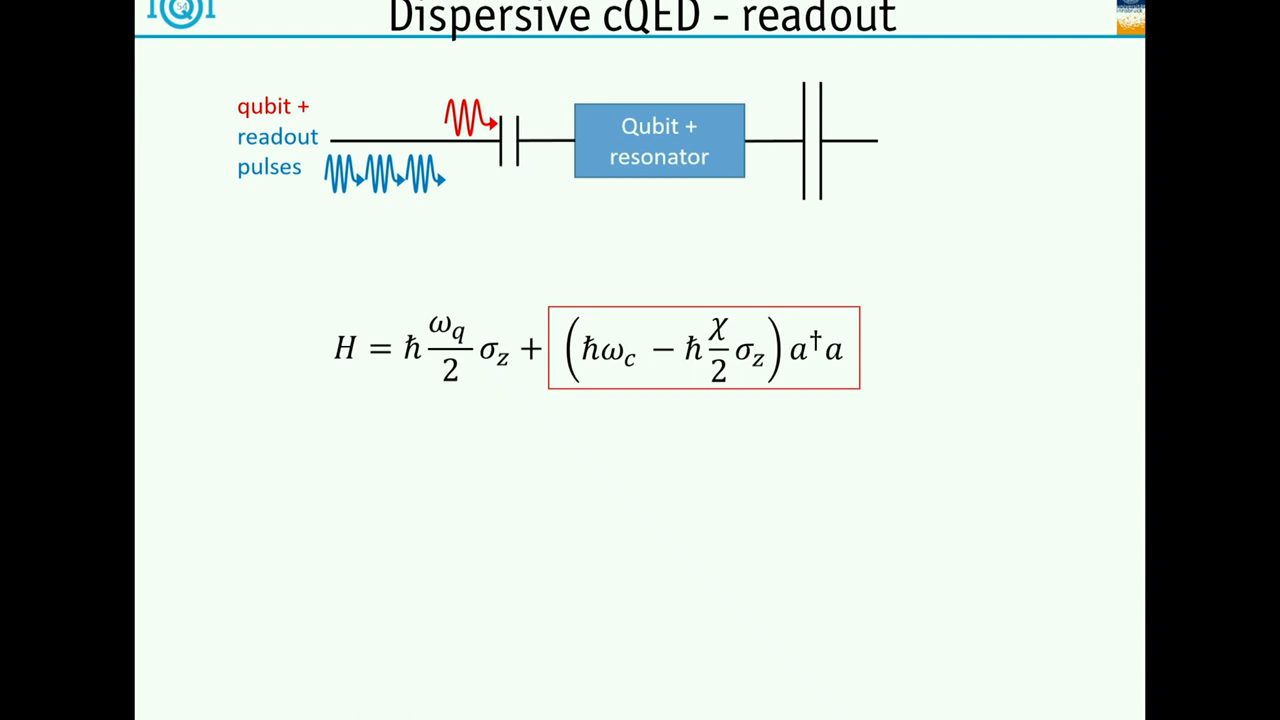 Dispersive cQED - readout
qubit +
readout
pulses
Qubit +
resonator
H = ℏ ω_q/2 σ_z + (ℏω_c − ℏ χ/2 σ_z) a†a